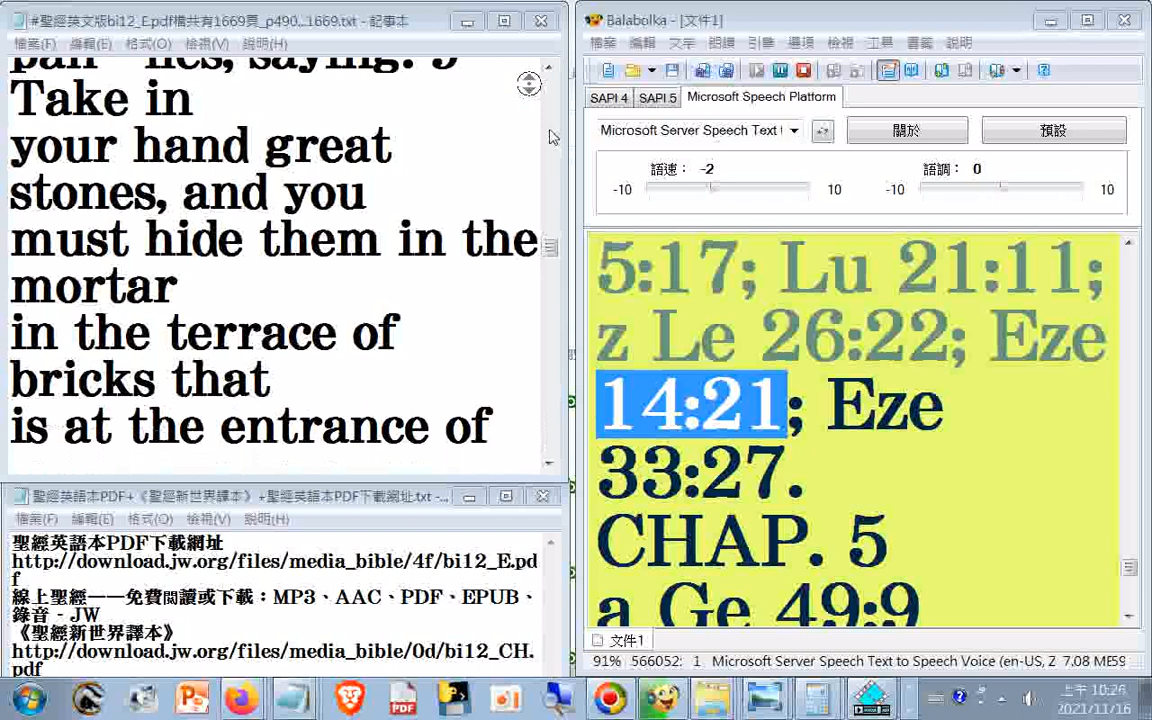 #聖經英文版bi12_E.pdf檔共有1669頁_p490,..1669.txt - 記事本
檔案(F) 編輯(E) 格式(O) 檢視(V) 說明(H)
Take in
your hand great
stones, and you
must hide them in the
mortar
in the terrace of
bricks that
is at the entrance of
聖經英語本PDF+《聖經新世界譯本》+聖經英語本PDF下載網址.txt - ...
檔案(F) 編輯(E) 格式(O) 檢視(V) 說明(H)
聖經英語本PDF下載網址
http://download.jw.org/files/media_bible/4f/bi12_E.pd
f
線上聖經——免費閱讀或下載：MP3、AAC、PDF、EPUB、
錄音 - JW
《聖經新世界譯本》
http://download.jw.org/files/media_bible/0d/bi12_CH.
pdf
Balabolka - [文件1]
檔案 編輯 文字 朗讀 引擎 選項 檢視 工具 書籤 說明
SAPI 4 SAPI 5 Microsoft Speech Platform
Microsoft Server Speech Text 關於 預設
語速： -2 語調： 0
-10 10 -10 10
5:17; Lu 21:11;
z Le 26:22; Eze
14:21; Eze
33:27.
CHAP. 5
a Ge 49:9
文件1
91% 566052: 1 Microsoft Server Speech Text to Speech Voice (en-US, Z 7.08 ME
上午 10:26
2021/11/16